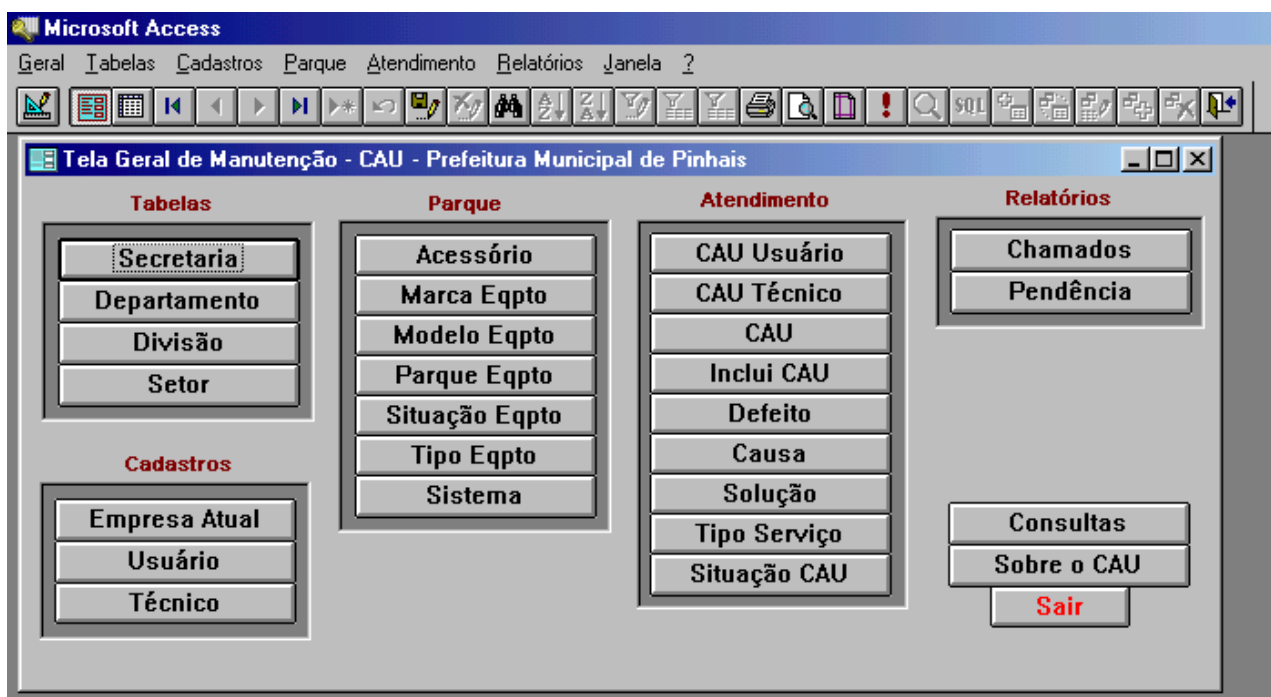 Microsoft Access
Geral Tabelas Cadastros Parque Atendimento Relatórios Janela ?
SQL
Tela Geral de Manutenção - CAU - Prefeitura Municipal de Pinhais
Tabelas
Secretaria
Departamento
Divisão
Setor
Cadastros
Empresa Atual
Usuário
Técnico
Parque
Acessório
Marca Eqpto
Modelo Eqpto
Parque Eqpto
Situação Eqpto
Tipo Eqpto
Sistema
Atendimento
CAU Usuário
CAU Técnico
CAU
Inclui CAU
Defeito
Causa
Solução
Tipo Serviço
Situação CAU
Relatórios
Chamados
Pendência
Consultas
Sobre o CAU
Sair